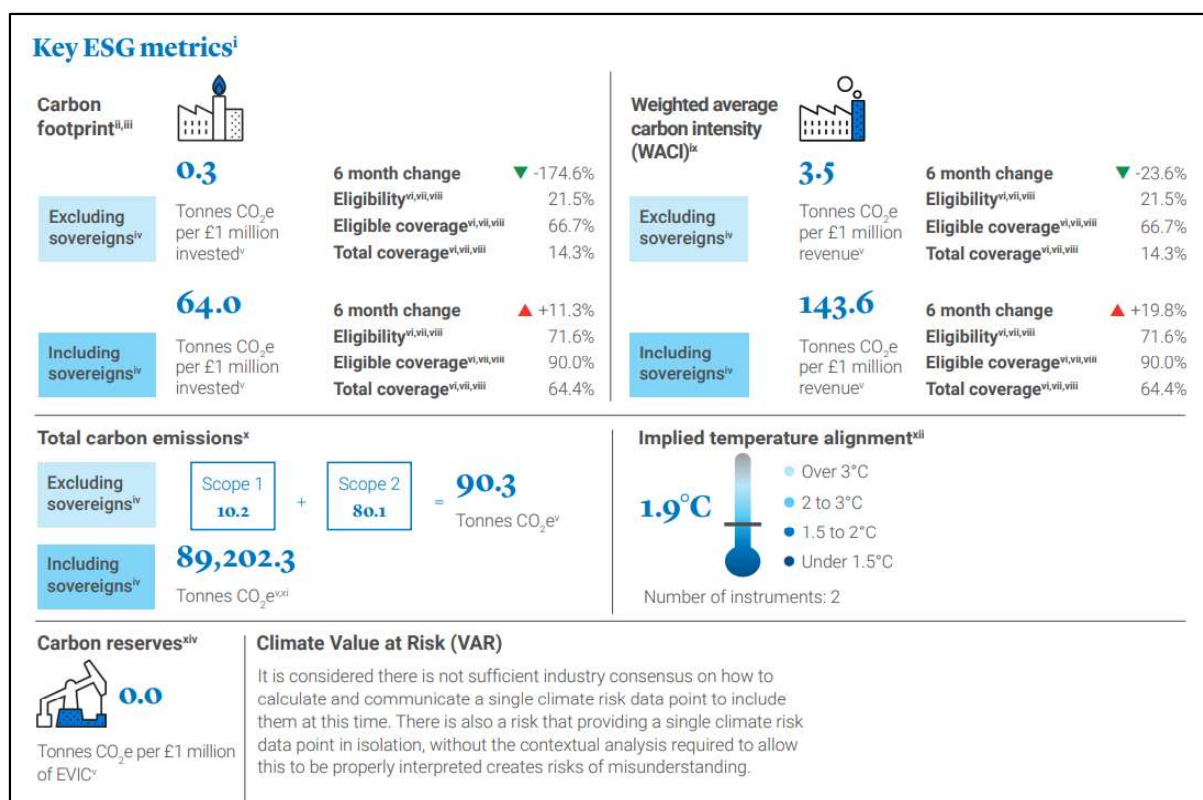 Key ESG metricsⁱ
Carbon
footprintⁱⁱ,ⁱⁱⁱ
0.3
Tonnes CO₂e
per £1 million
investedᵛ
Excluding
sovereignsⁱᵛ
6 month change ▼ -174.6%
Eligibilityᵛⁱ,ᵛⁱⁱ,ᵛⁱⁱⁱ 21.5%
Eligible coverageᵛⁱ,ᵛⁱⁱ,ᵛⁱⁱⁱ 66.7%
Total coverageᵛⁱ,ᵛⁱⁱ,ᵛⁱⁱⁱ 14.3%
64.0
Tonnes CO₂e
per £1 million
investedᵛ
Including
sovereignsⁱᵛ
6 month change ▲ +11.3%
Eligibilityᵛⁱ,ᵛⁱⁱ,ᵛⁱⁱⁱ 71.6%
Eligible coverageᵛⁱ,ᵛⁱⁱ,ᵛⁱⁱⁱ 90.0%
Total coverageᵛⁱ,ᵛⁱⁱ,ᵛⁱⁱⁱ 64.4%
Weighted average
carbon intensity
(WACI)ⁱˣ
3.5
Tonnes CO₂e
per £1 million
revenueᵛ
Excluding
sovereignsⁱᵛ
6 month change ▼ -23.6%
Eligibilityᵛⁱ,ᵛⁱⁱ,ᵛⁱⁱⁱ 21.5%
Eligible coverageᵛⁱ,ᵛⁱⁱ,ᵛⁱⁱⁱ 66.7%
Total coverageᵛⁱ,ᵛⁱⁱ,ᵛⁱⁱⁱ 14.3%
143.6
Tonnes CO₂e
per £1 million
revenueᵛ
Including
sovereignsⁱᵛ
6 month change ▲ +19.8%
Eligibilityᵛⁱ,ᵛⁱⁱ,ᵛⁱⁱⁱ 71.6%
Eligible coverageᵛⁱ,ᵛⁱⁱ,ᵛⁱⁱⁱ 90.0%
Total coverageᵛⁱ,ᵛⁱⁱ,ᵛⁱⁱⁱ 64.4%
Total carbon emissionsˣ
Excluding
sovereignsⁱᵛ
Scope 1
10.2
+
Scope 2
80.1
=
90.3
Tonnes CO₂eᵛ
Including
sovereignsⁱᵛ
89,202.3
Tonnes CO₂eᵛ,ˣⁱ
Implied temperature alignmentˣⁱⁱ
1.9°C
Over 3°C
2 to 3°C
1.5 to 2°C
Under 1.5°C
Number of instruments: 2
Carbon reservesˣⁱᵛ
0.0
Tonnes CO₂e per £1 million
of EVICᵛ
Climate Value at Risk (VAR)
It is considered there is not sufficient industry consensus on how to
calculate and communicate a single climate risk data point to include
them at this time. There is also a risk that providing a single climate risk
data point in isolation, without the contextual analysis required to allow
this to be properly interpreted creates risks of misunderstanding.